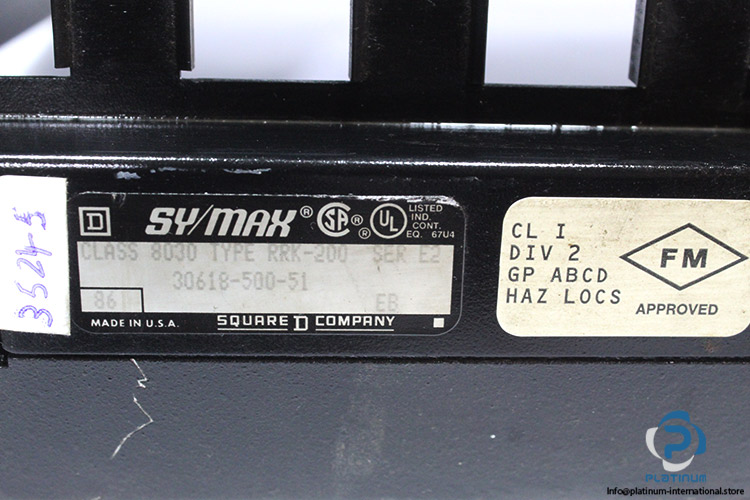 3524-5
D
SY/MAX® SA® UL®
LISTED
IND.
CONT.
EQ. 67U4
CLASS 8030 TYPE RRK-200 SER E2
30618-500-51
86 EB
MADE IN U.S.A. SQUARE D COMPANY
CL I
DIV 2
GP ABCD
HAZ LOCS
FM
APPROVED
PLATINUM
Info@platinum-international.store